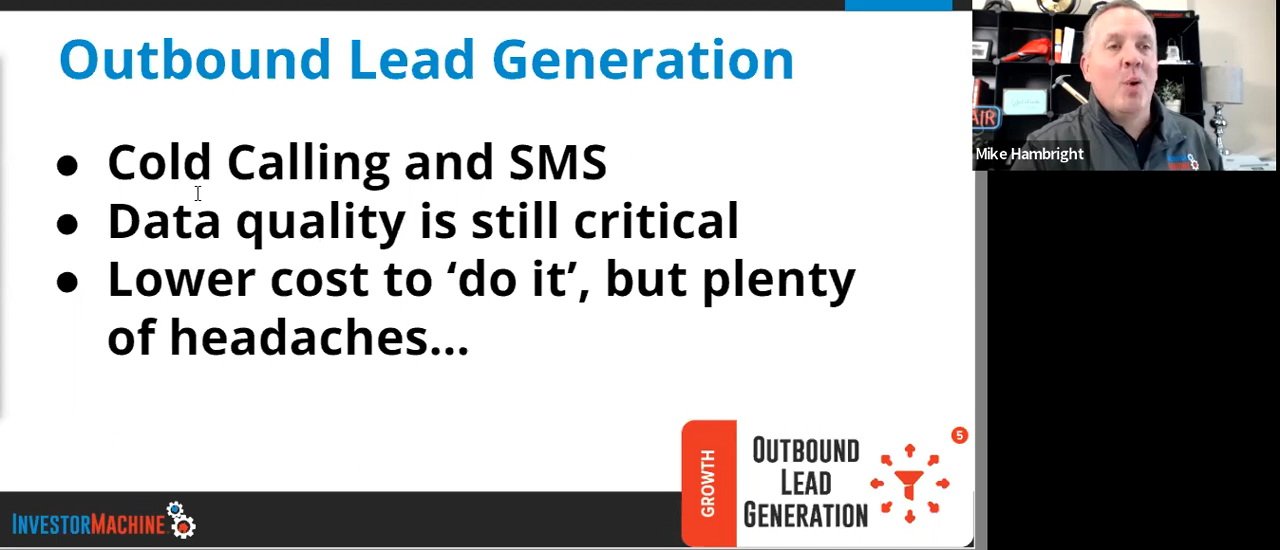 Outbound Lead Generation
● Cold Calling and SMS
● Data quality is still critical
● Lower cost to ‘do it’, but plenty
of headaches...
AIR
Mike Hambright
GROWTH
OUTBOUND
LEAD
GENERATION
5
INVESTORMACHINE